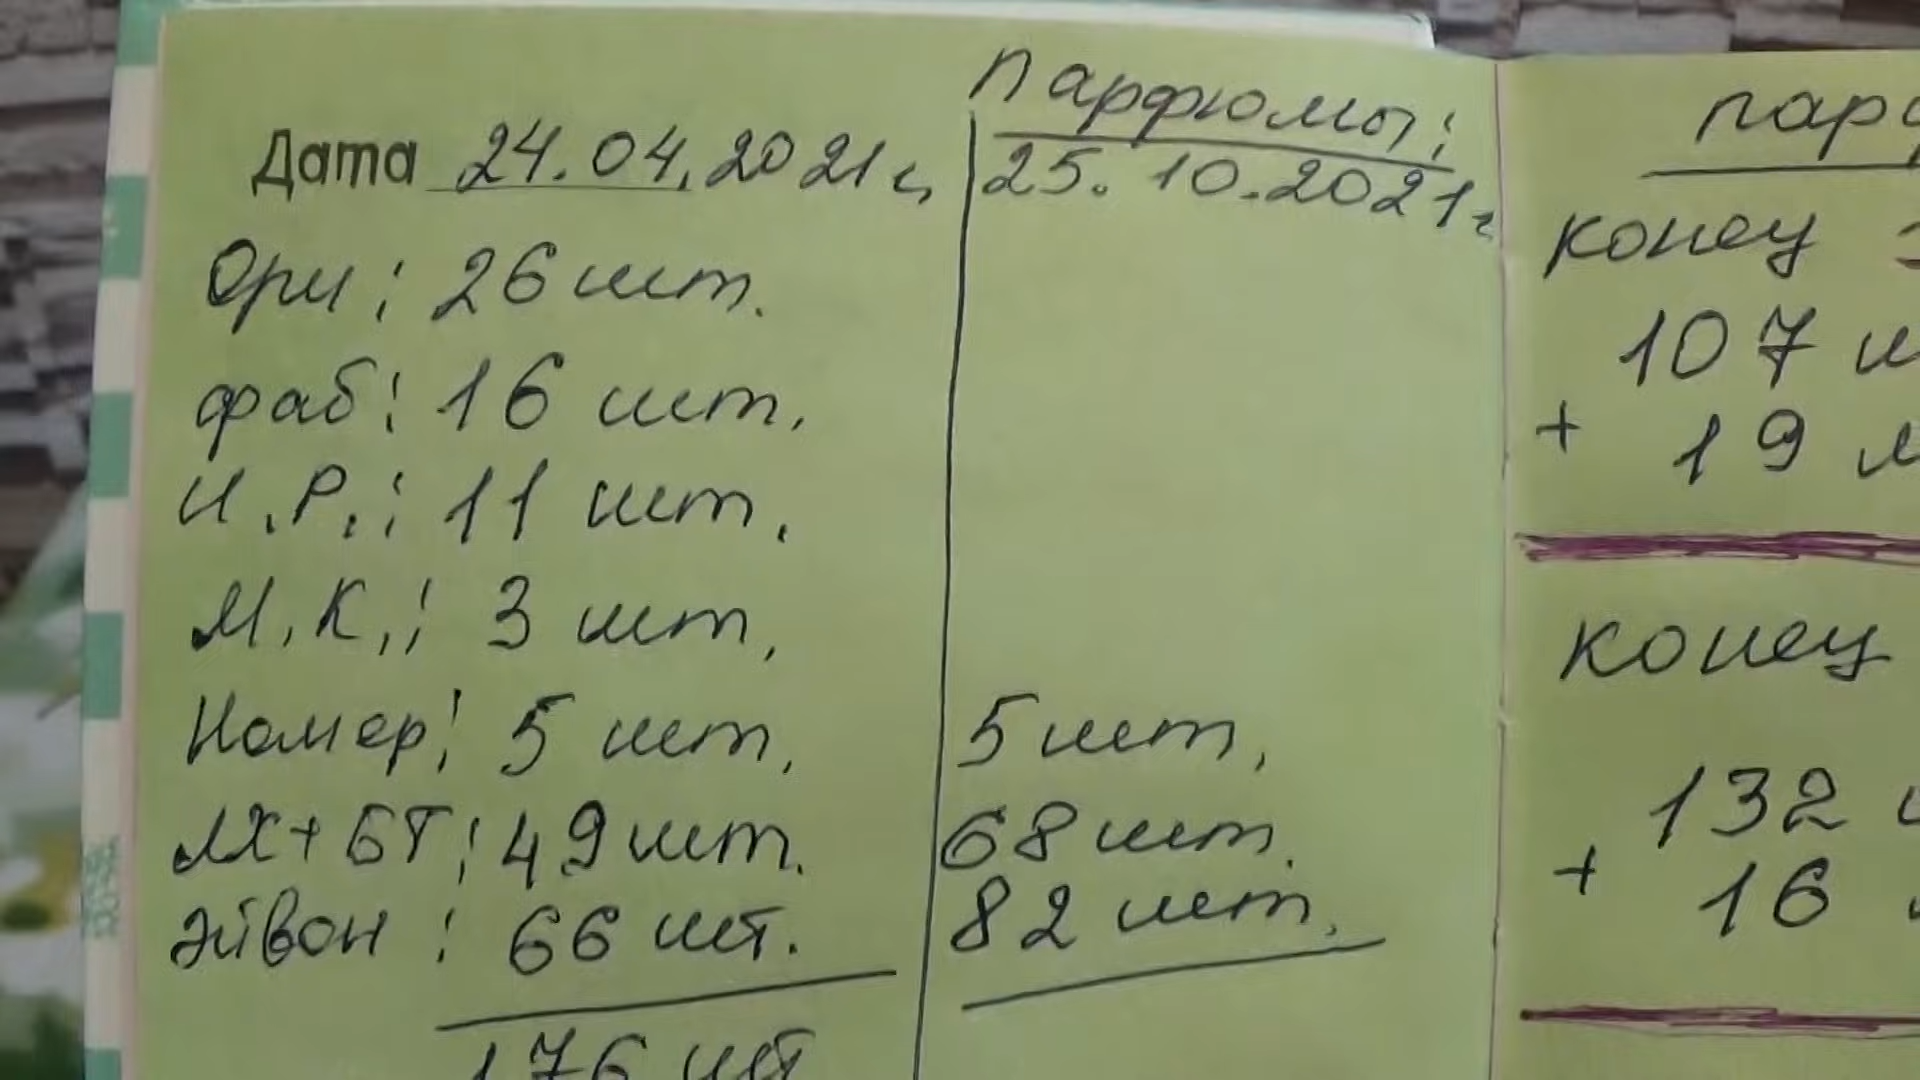 Парфюмы:
Дата 24.04.2021г.
25.10.2021г.
Ори: 26 шт.
фаб: 16 шт.
И.Р.: 11 шт.
М.К.: 3 шт.
Номер: 5 шт. 5 шт.
ЛХ+БТ: 49 шт. 68 шт.
Эйвон: 66 шт. 82 шт.
176 шт
парф
конец
107 ш
+ 19
конец
132
+ 16